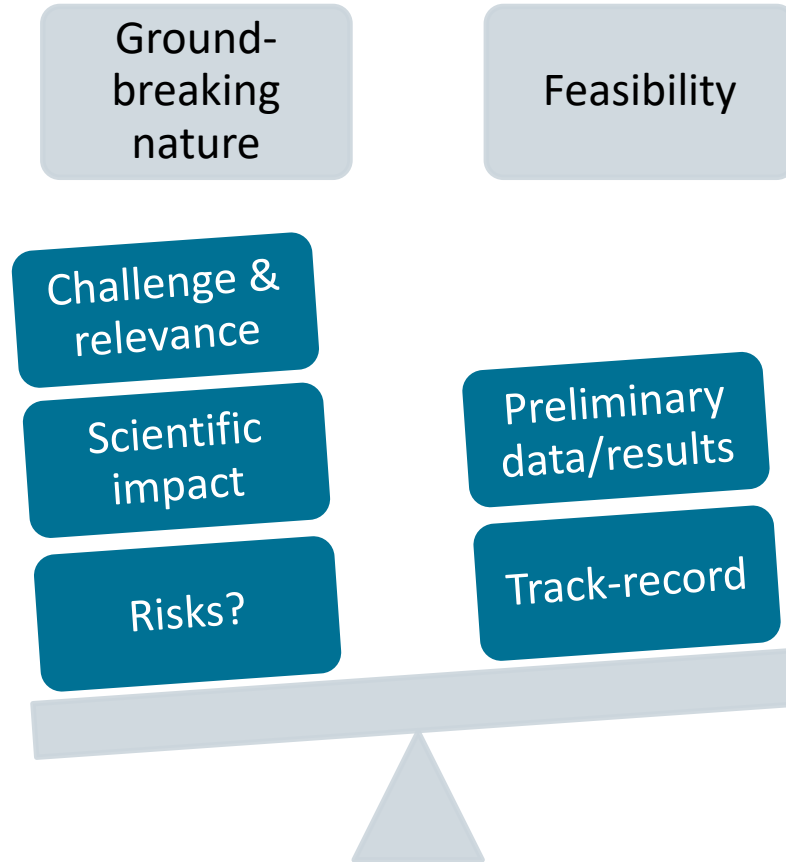 Ground-
breaking
nature
Feasibility
Challenge &
relevance
Scientific
impact
Risks?
Preliminary
data/results
Track-record